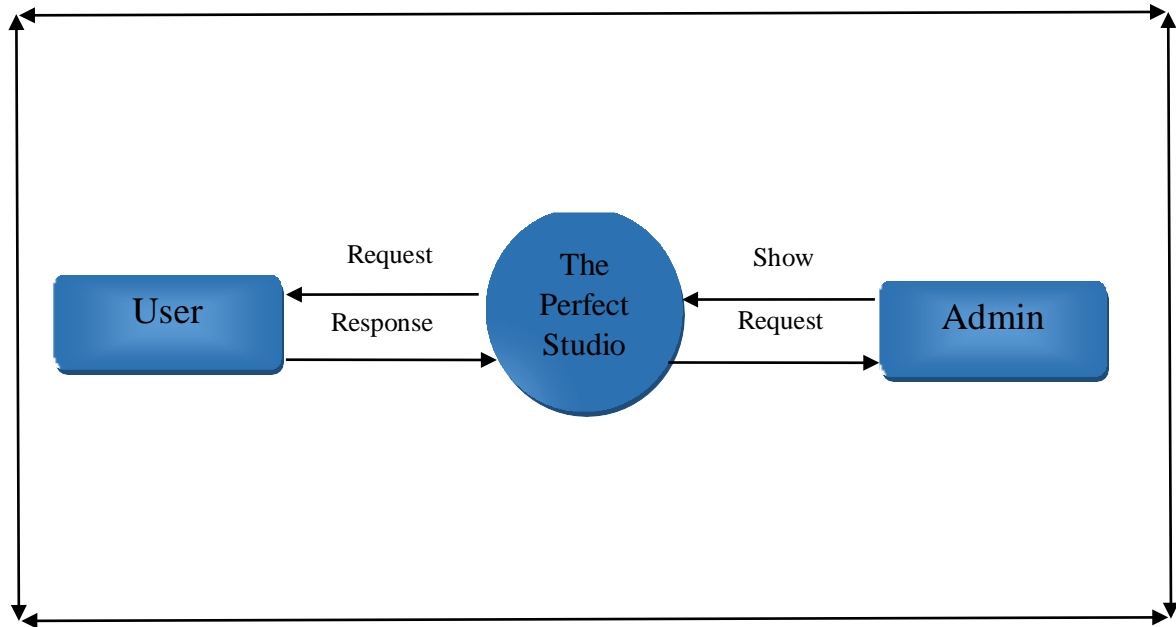 Request
User
Response
The
Perfect
Studio
Show
Request
Admin